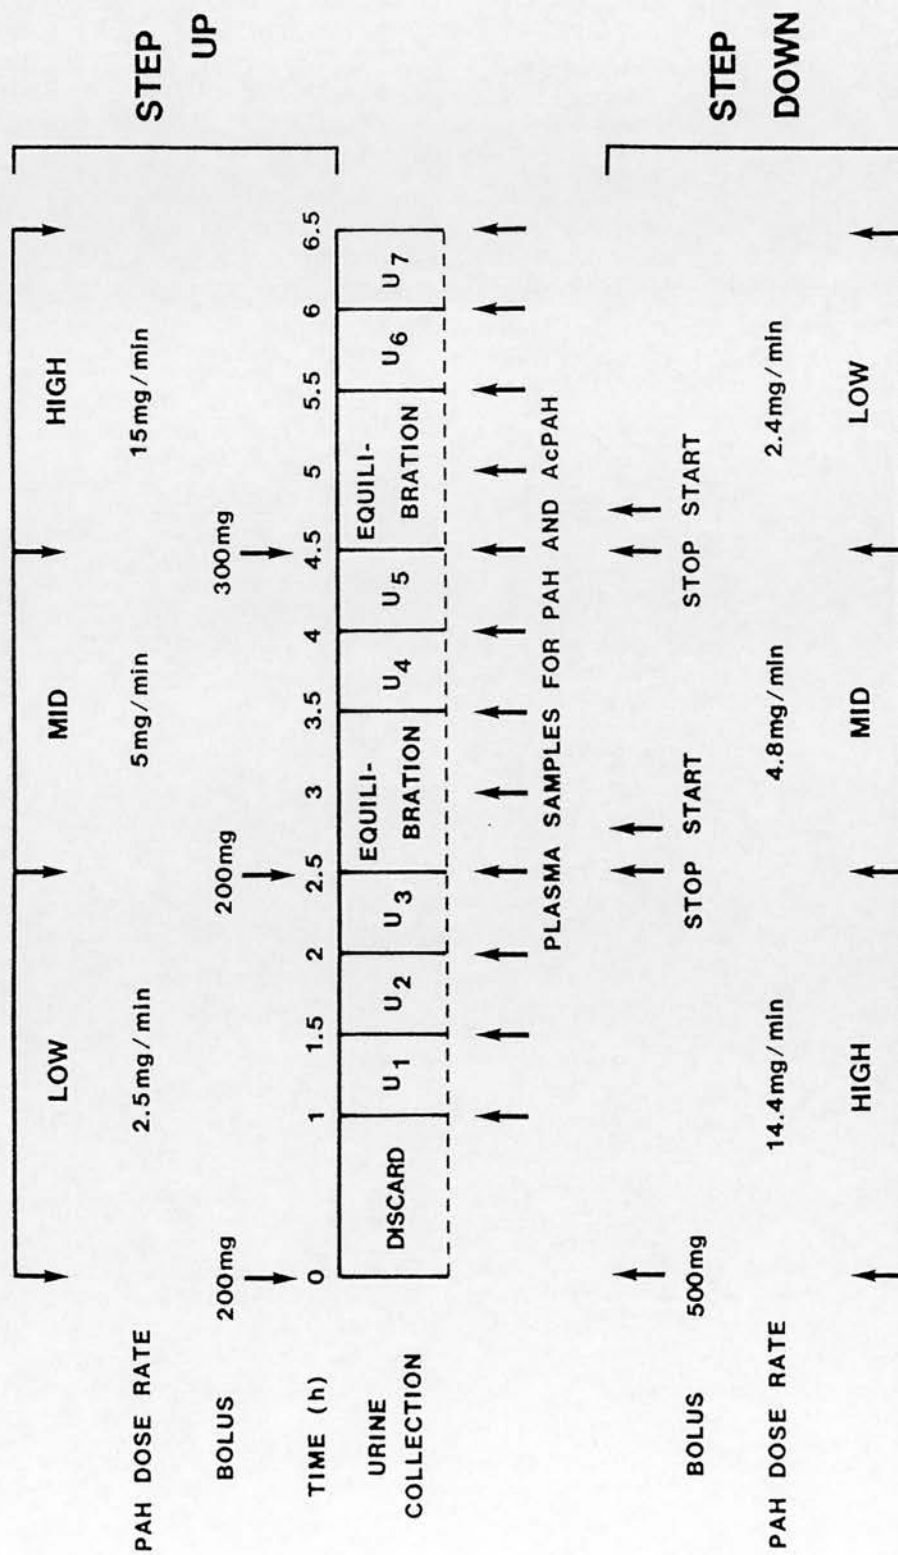 LOW MID HIGH
PAH DOSE RATE 2.5mg/min 5mg/min 15mg/min
STEP
UP
BOLUS 200mg 200mg 300mg
TIME (h) 0 1 1.5 2 2.5 3 3.5 4 4.5 5 5.5 6 6.5
URINE
COLLECTION
DISCARD U1 U2 U3 EQUILI-
BRATION U4 U5 EQUILI-
BRATION U6 U7
PLASMA SAMPLES FOR PAH AND AcPAH
BOLUS 500mg STOP START STOP START
STEP
DOWN
PAH DOSE RATE 14.4mg/min 4.8mg/min 2.4mg/min
HIGH MID LOW